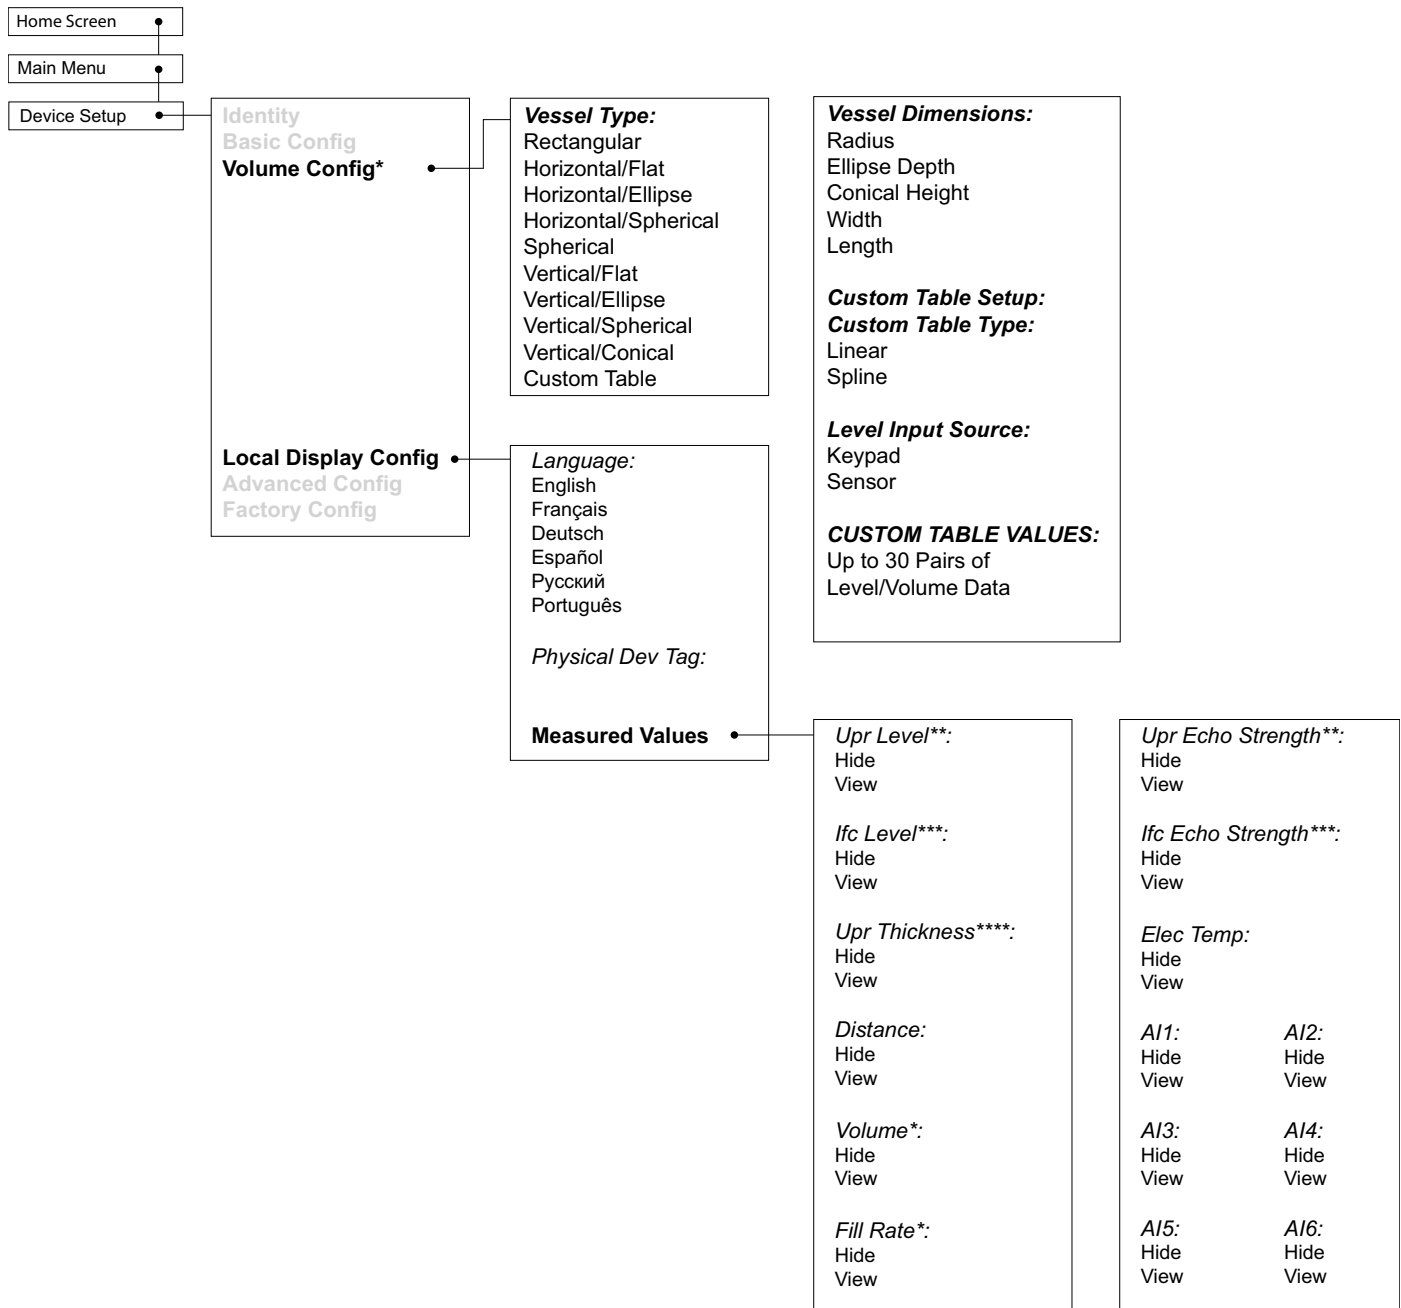 Home Screen
Main Menu
Device Setup
Identity
Basic Config
Volume Config*
Local Display Config
Advanced Config
Factory Config
Vessel Type:
Rectangular
Horizontal/Flat
Horizontal/Ellipse
Horizontal/Spherical
Spherical
Vertical/Flat
Vertical/Ellipse
Vertical/Spherical
Vertical/Conical
Custom Table
Vessel Dimensions:
Radius
Ellipse Depth
Conical Height
Width
Length
Custom Table Setup:
Custom Table Type:
Linear
Spline
Level Input Source:
Keypad
Sensor
CUSTOM TABLE VALUES:
Up to 30 Pairs of
Level/Volume Data
Language:
English
Français
Deutsch
Español
Русский
Português
Physical Dev Tag:
Measured Values
Upr Level**:
Hide
View
Ifc Level***:
Hide
View
Upr Thickness****:
Hide
View
Distance:
Hide
View
Volume*:
Hide
View
Fill Rate*:
Hide
View
Upr Echo Strength**:
Hide
View
Ifc Echo Strength***:
Hide
View
Elec Temp:
Hide
View
AI1: AI2:
Hide Hide
View View
AI3: AI4:
Hide Hide
View View
AI5: AI6:
Hide Hide
View View